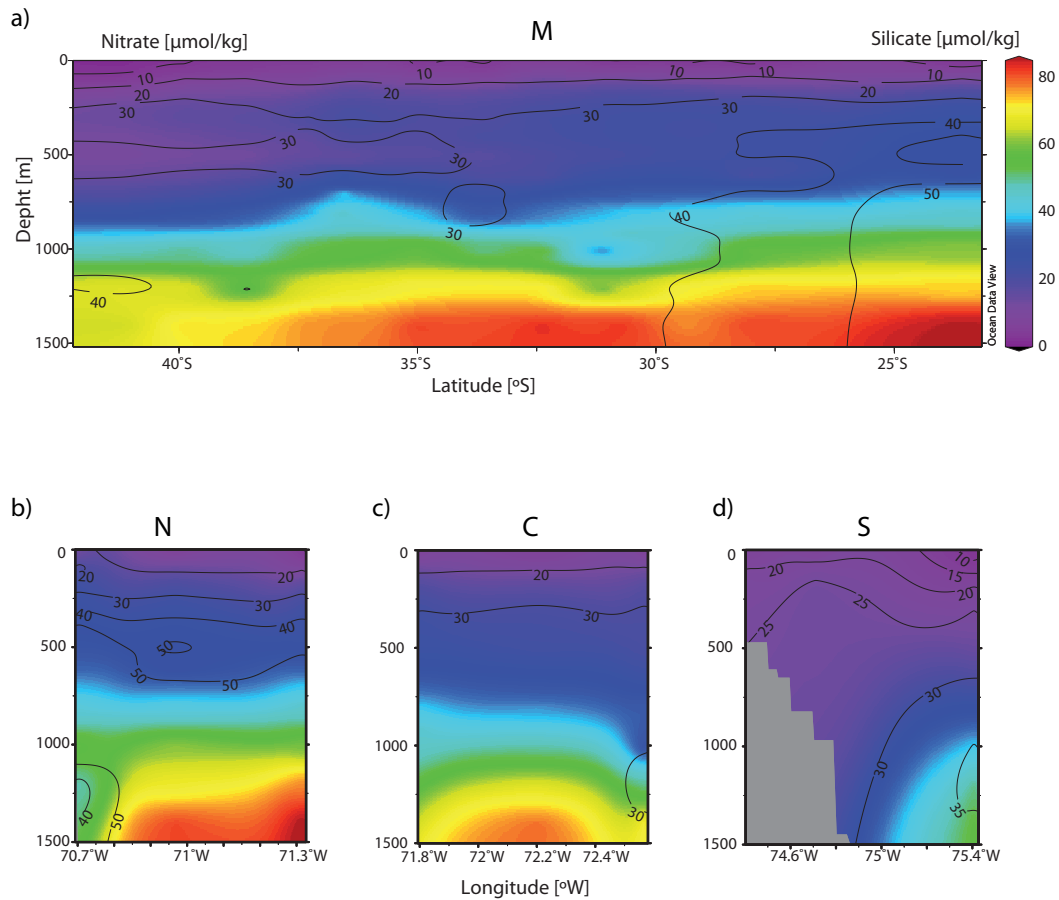 a)
M
Nitrate [µmol/kg]
Silicate [µmol/kg]
0
500
1000
1500
Depht [m]
10
10
10
10
20
20
20
30
30
30
30
30
30
30
40
40
40
50
40˚S
35˚S
30˚S
25˚S
Latitude [ºS]
Ocean Data View
80
60
40
20
0
b)
N
0
500
1000
1500
20
20
30
30
40
40
50
50
50
40
50
70.7˚W
71˚W
71.3˚W
c)
C
0
500
1000
1500
20
30
30
30
71.8˚W
72˚W
72.2˚W
72.4˚W
d)
S
0
500
1000
1500
20
10
15
20
25
25
30
30
35
74.6˚W
75˚W
75.4˚W
Longitude [ºW]